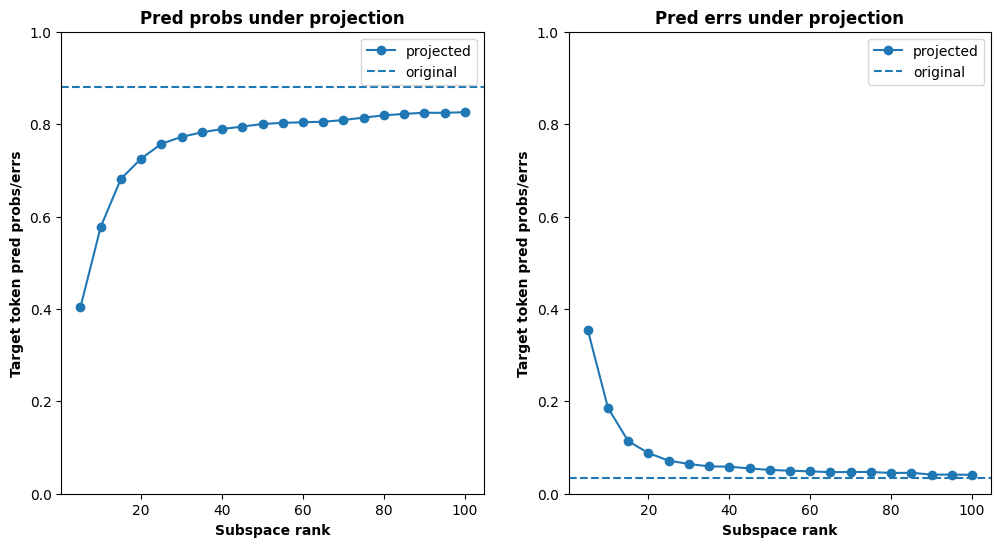 Pred probs under projection
Target token pred probs/errs
1.0
0.8
0.6
0.4
0.2
0.0
projected
original
20 40 60 80 100
Subspace rank
Pred errs under projection
Target token pred probs/errs
1.0
0.8
0.6
0.4
0.2
0.0
projected
original
20 40 60 80 100
Subspace rank